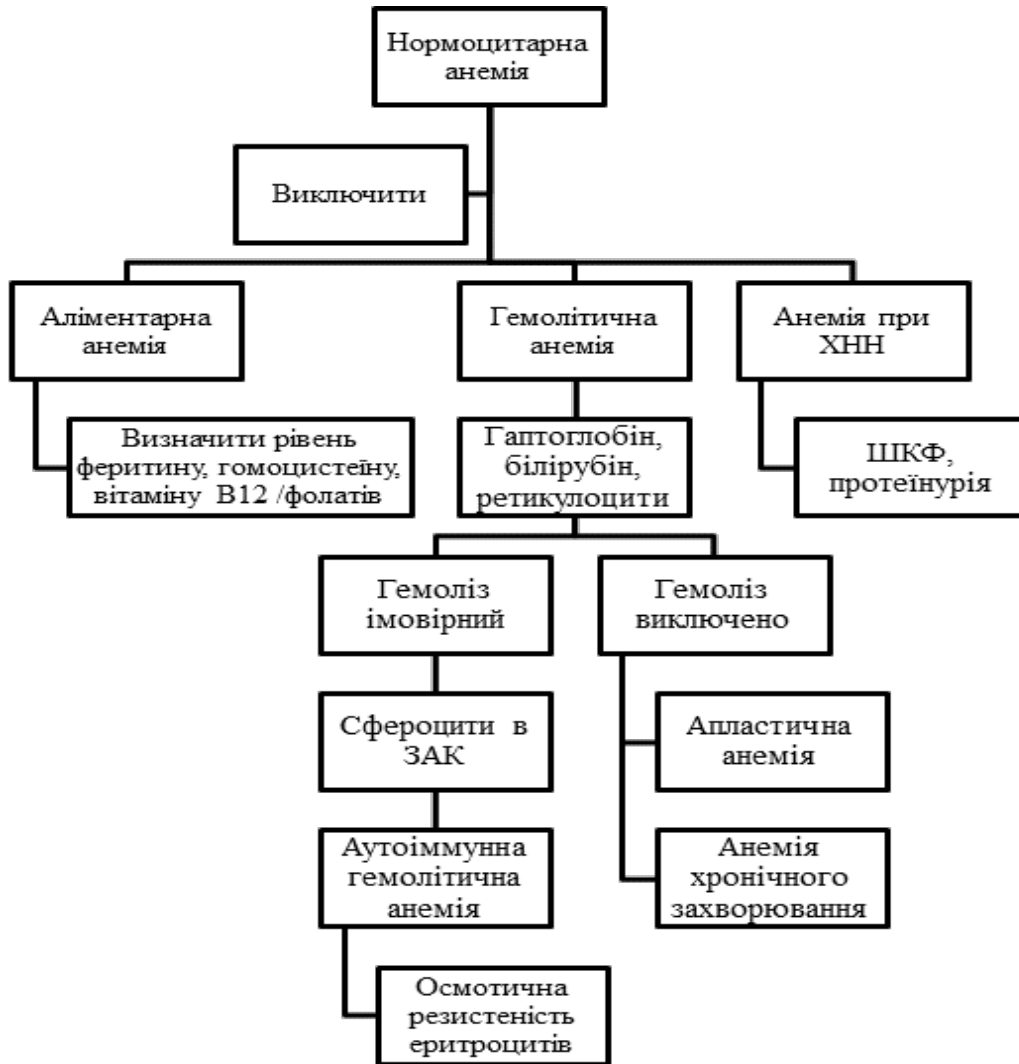 Нормоцитарна
анемія
Виключити
Аліментарна
анемія
Гемолітична
анемія
Анемія при
ХНН
Визначити рівень
феритину, гомоцистеїну,
вітаміну В12 /фолатів
Гаптоглобін,
білірубін,
ретикулоцити
ШКФ,
протеїнурія
Гемоліз
імовірний
Гемоліз
виключено
Сфероцити в
ЗАК
Апластична
анемія
Аутоіммунна
гемолітична
анемія
Анемія
хронічного
захворювання
Осмотична
резистеність
еритроцитів